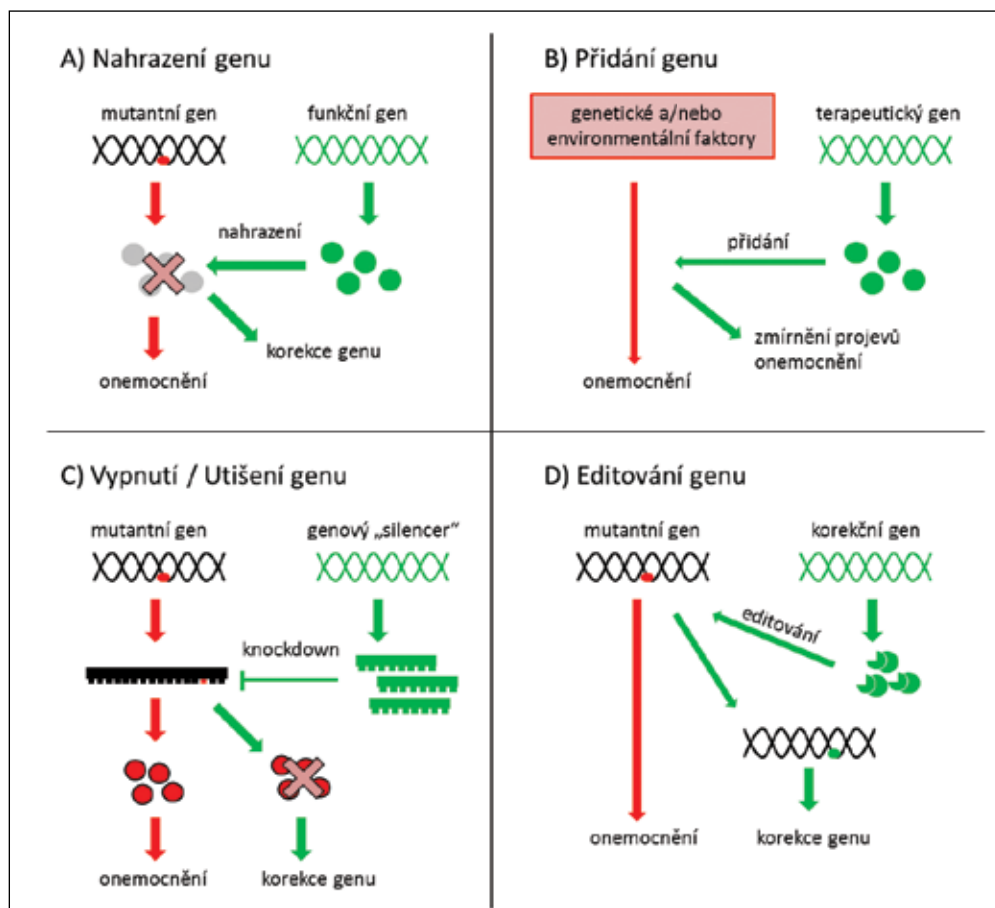 A) Nahrazení genu
mutantní gen
funkční gen
nahrazení
korekce genu
onemocnění
B) Přidání genu
genetické a/nebo
environmentální faktory
terapeutický gen
přidání
zmírnění projevů
onemocnění
onemocnění
C) Vypnutí / Utišení genu
mutantní gen
genový „silencer“
knockdown
onemocnění
korekce genu
D) Editování genu
mutantní gen
korekční gen
editování
onemocnění
korekce genu